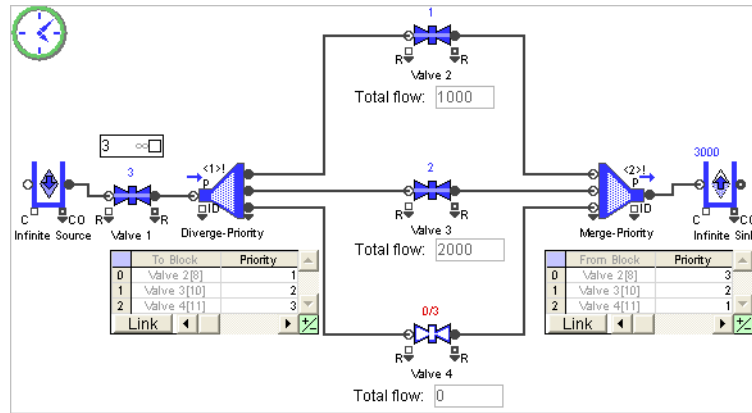 1
R
R
Valve 2
Total flow: 1000
3 ∞
3000
3
<1>!
2
<2>!
P
P
C
CO
R
R
ID
R
R
ID
C
CO
Infinite Source
Valve 1
Diverge-Priority
Valve 3
Merge-Priority
Infinite Sink
Total flow: 2000
To Block Priority
0 Valve 2[8] 1
1 Valve 3[10] 2
2 Valve 4[11] 3
Link
From Block Priority
0 Valve 2[8] 3
1 Valve 3[10] 2
2 Valve 4[11] 1
Link
0/3
R
R
Valve 4
Total flow: 0